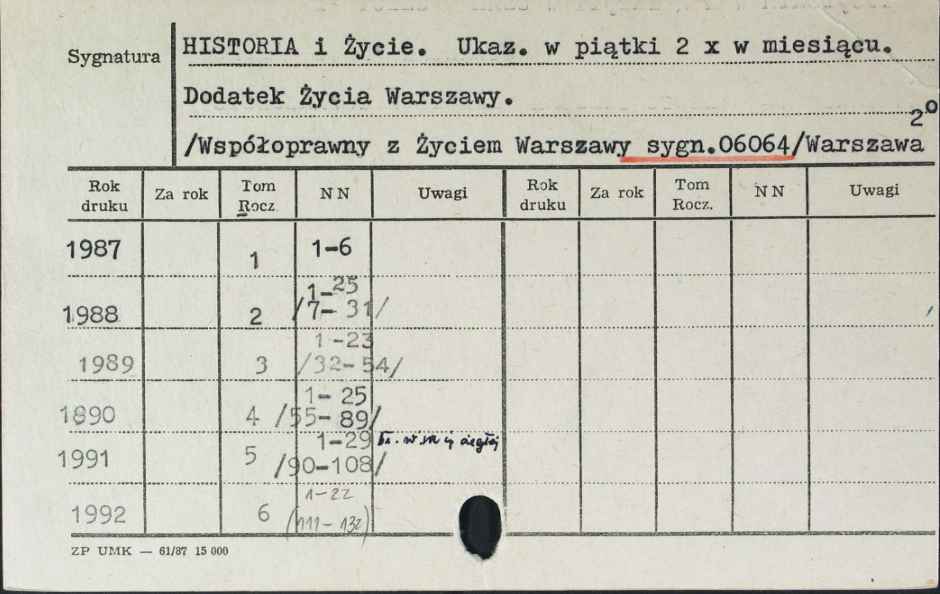 Sygnatura HISTORIA i Życie. Ukaz. w piątki 2 x w miesiącu.
Dodatek Życia Warszawy.
2°
/Współoprawny z Życiem Warszawy sygn.06064/Warszawa
Rok druku Za rok Tom Rocz. NN Uwagi Rok druku Za rok Tom Rocz. NN Uwagi
1987 1 1-6
1-25
1988 2 /7-31/
1-23
1989 3 /32-54/
1-25
1890 4 /55-89/
1-29
1991 5 /90-108/
1-22
1992 6 (111-132)
ZP UMK — 61/87 15 000